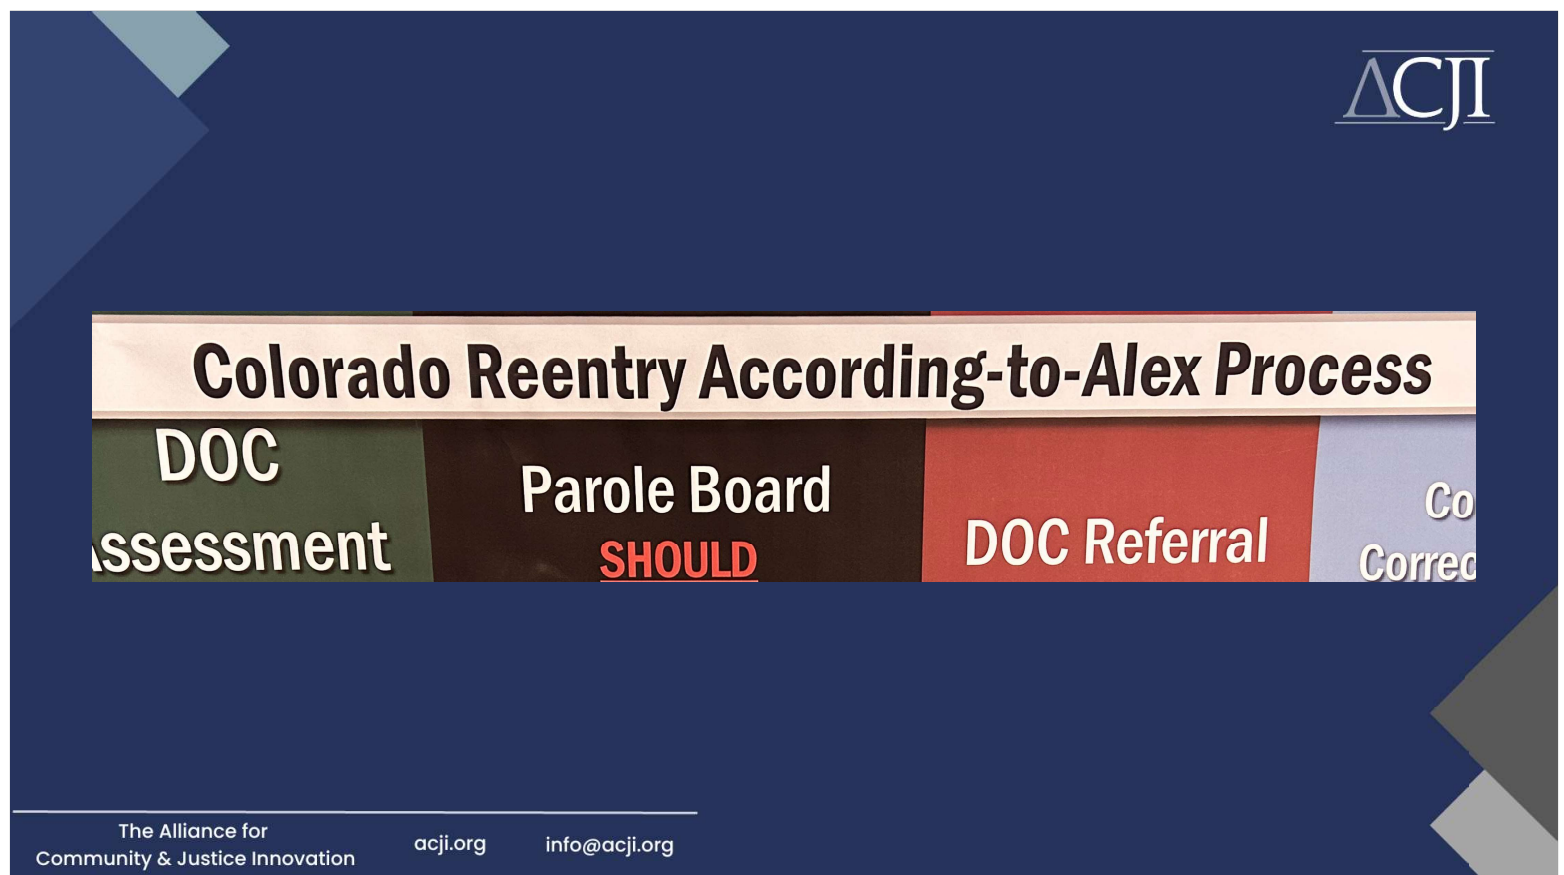 ACJI
Colorado Reentry According-to-Alex Process
DOC
Assessment
Parole Board
SHOULD
DOC Referral
Co
Correc
The Alliance for
Community & Justice Innovation
acji.org
info@acji.org